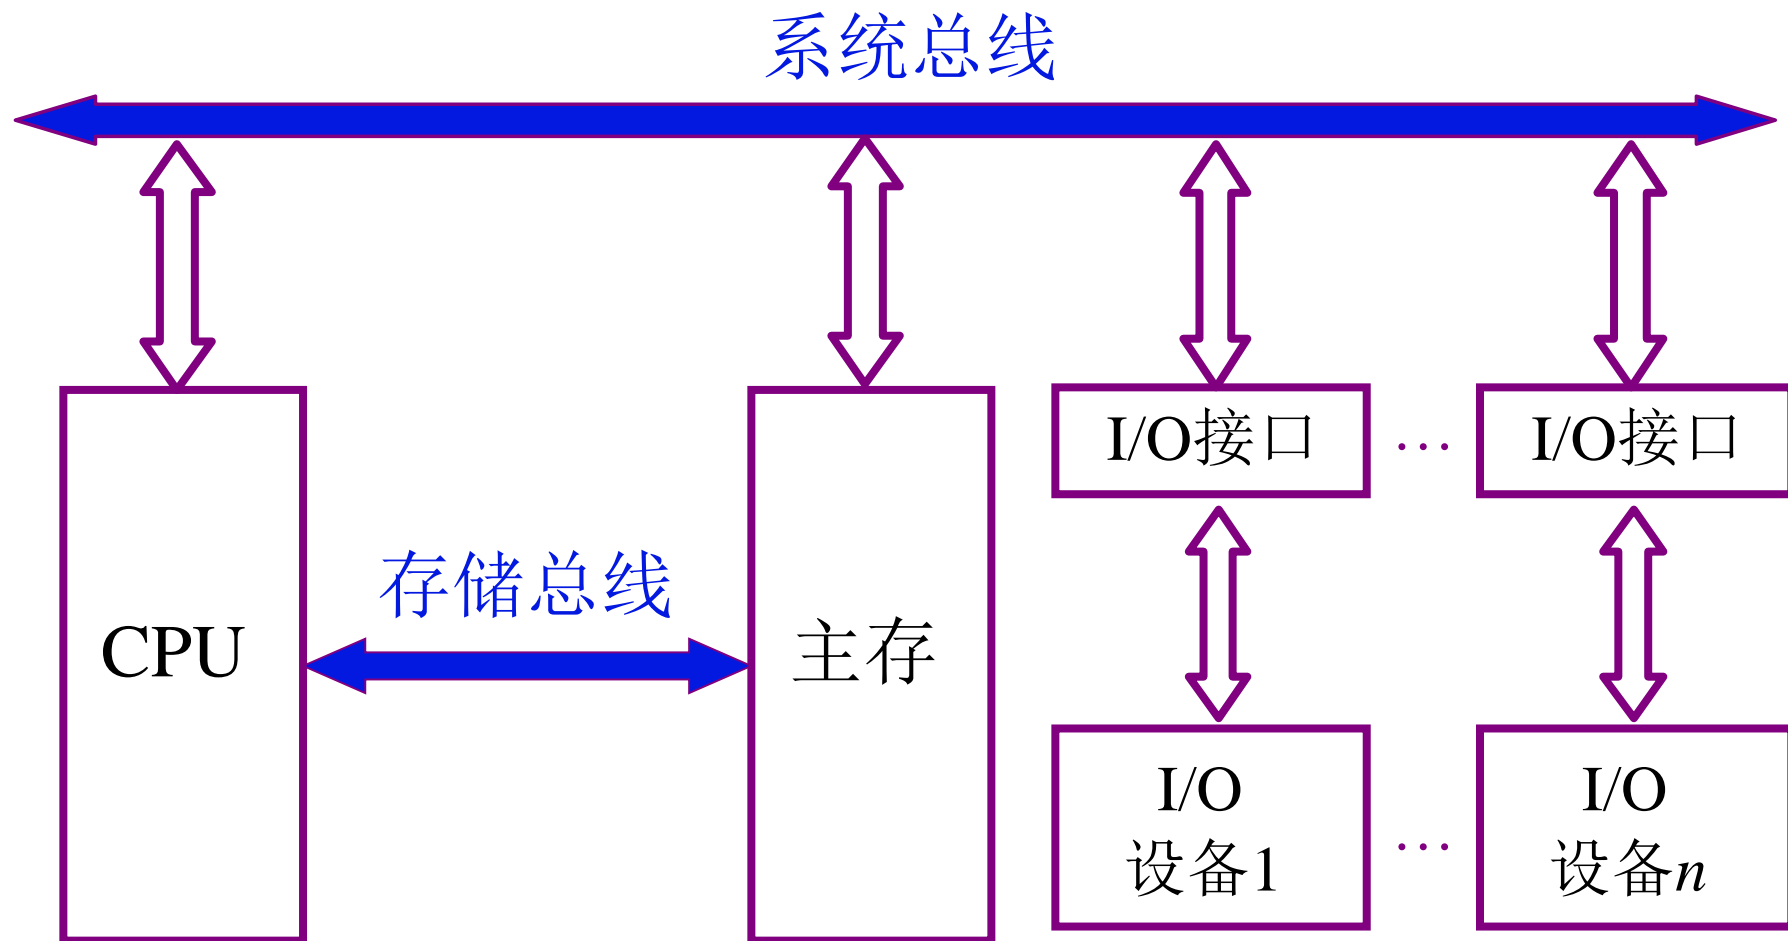 系统总线
I/O接口 … I/O接口
存储总线
CPU
主存
I/O
设备1
…
I/O
设备n